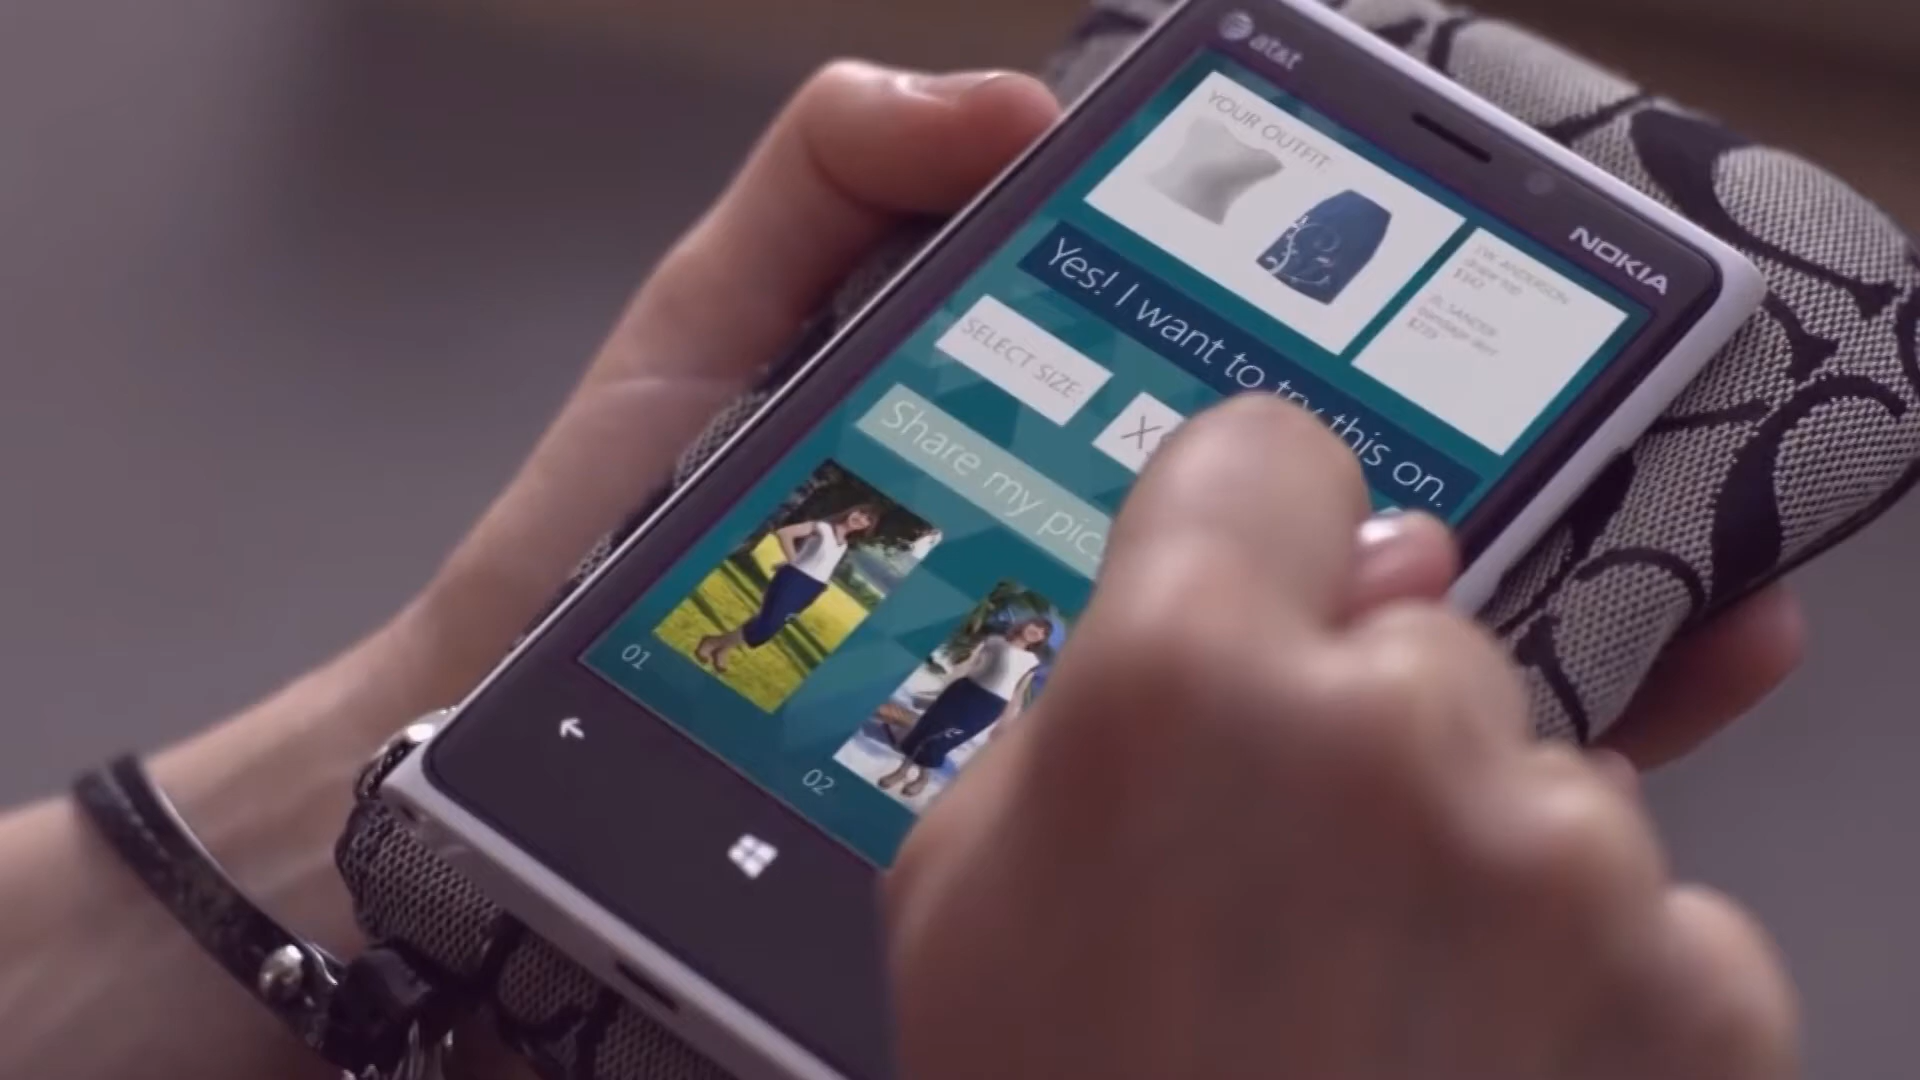 at&t
NOKIA
YOUR OUTFIT:
Yes! I want to try this on.
SELECT SIZE:
Share my pic
01
02